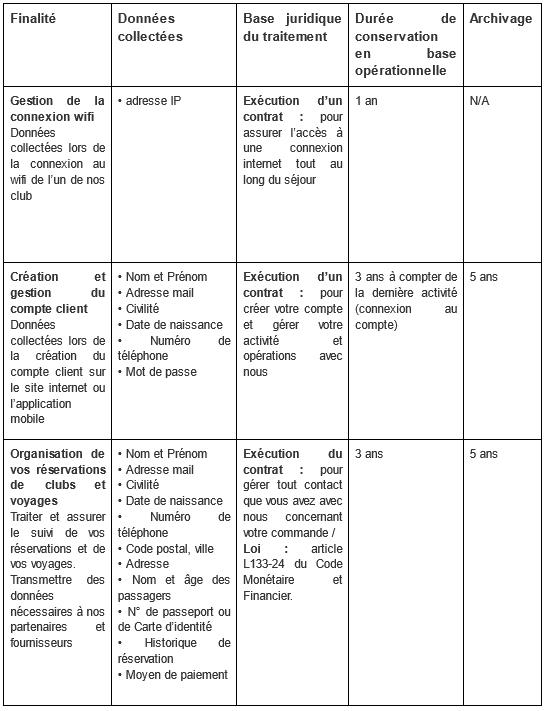 Finalité
Données
collectées
Base juridique
du traitement
Durée de
conservation
en base
opérationnelle
Archivage
Gestion de la
connexion wifi
Données
collectées lors de
la connexion au
wifi de l’un de nos
club
• adresse IP
Exécution d’un
contrat : pour
assurer l’accès à
une connexion
internet tout au
long du séjour
1 an
N/A
Création et
gestion du
compte client
Données
collectées lors de
la création du
compte client sur
le site internet ou
l’application
mobile
• Nom et Prénom
• Adresse mail
• Civilité
• Date de naissance
• Numéro de
téléphone
• Mot de passe
Exécution d’un
contrat : pour
créer votre compte
et gérer votre
activité et
opérations avec
nous
3 ans à compter de
la dernière activité
(connexion au
compte)
5 ans
Organisation de
vos réservations
de clubs et
voyages
Traiter et assurer
le suivi de vos
réservations et de
vos voyages.
Transmettre des
données
nécessaires à nos
partenaires et
fournisseurs
• Nom et Prénom
• Adresse mail
• Civilité
• Date de naissance
• Numéro de
téléphone
• Code postal, ville
• Adresse
• Nom et âge des
passagers
• N° de passeport ou
de Carte d’identité
• Historique de
réservation
• Moyen de paiement
Exécution du
contrat : pour
gérer tout contact
que vous avez avec
nous concernant
votre commande /
Loi : article
L133-24 du Code
Monétaire et
Financier.
3 ans
5 ans